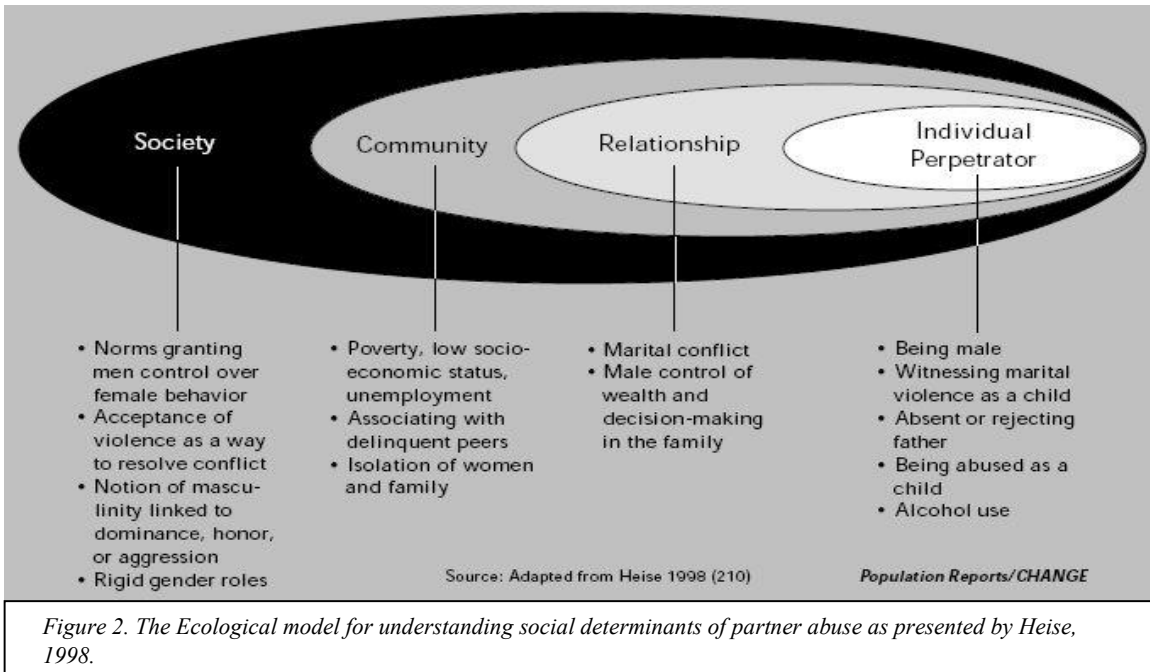 Society
Community
Relationship
Individual
Perpetrator
• Norms granting
men control over
female behavior
• Acceptance of
violence as a way
to resolve conflict
• Notion of mascu-
linity linked to
dominance, honor,
or aggression
• Rigid gender roles
• Poverty, low socio-
economic status,
unemployment
• Associating with
delinquent peers
• Isolation of women
and family
• Marital conflict
• Male control of
wealth and
decision-making
in the family
• Being male
• Witnessing marital
violence as a child
• Absent or rejecting
father
• Being abused as a
child
• Alcohol use
Source: Adapted from Heise 1998 (210)
Population Reports/CHANGE
Figure 2. The Ecological model for understanding social determinants of partner abuse as presented by Heise,
1998.